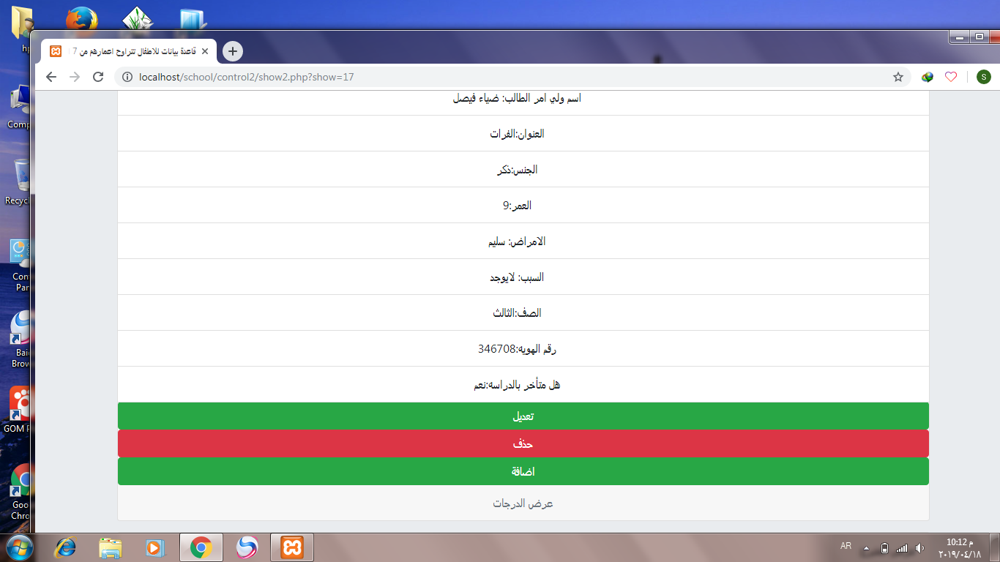 hp
قاعدة بيانات للاطفال تتراوح اعمارهم من 7
localhost/school/control2/show2.php?show=17
S
اسم ولي امر الطالب: ضياء فيصل
العنوان:الفرات
الجنس:ذكر
العمر:9
الامراض: سليم
السبب: لايوجد
الصف:الثالث
رقم الهويه:346708
هل متأخر بالدراسه:نعم
تعديل
حذف
اضافة
عرض الدرجات
Comp
Recycl
Con
Par
Bai
Brow
GOM P
Goo
Chro
AR
10:12 م
٢٠١٩/٠٤/١٨